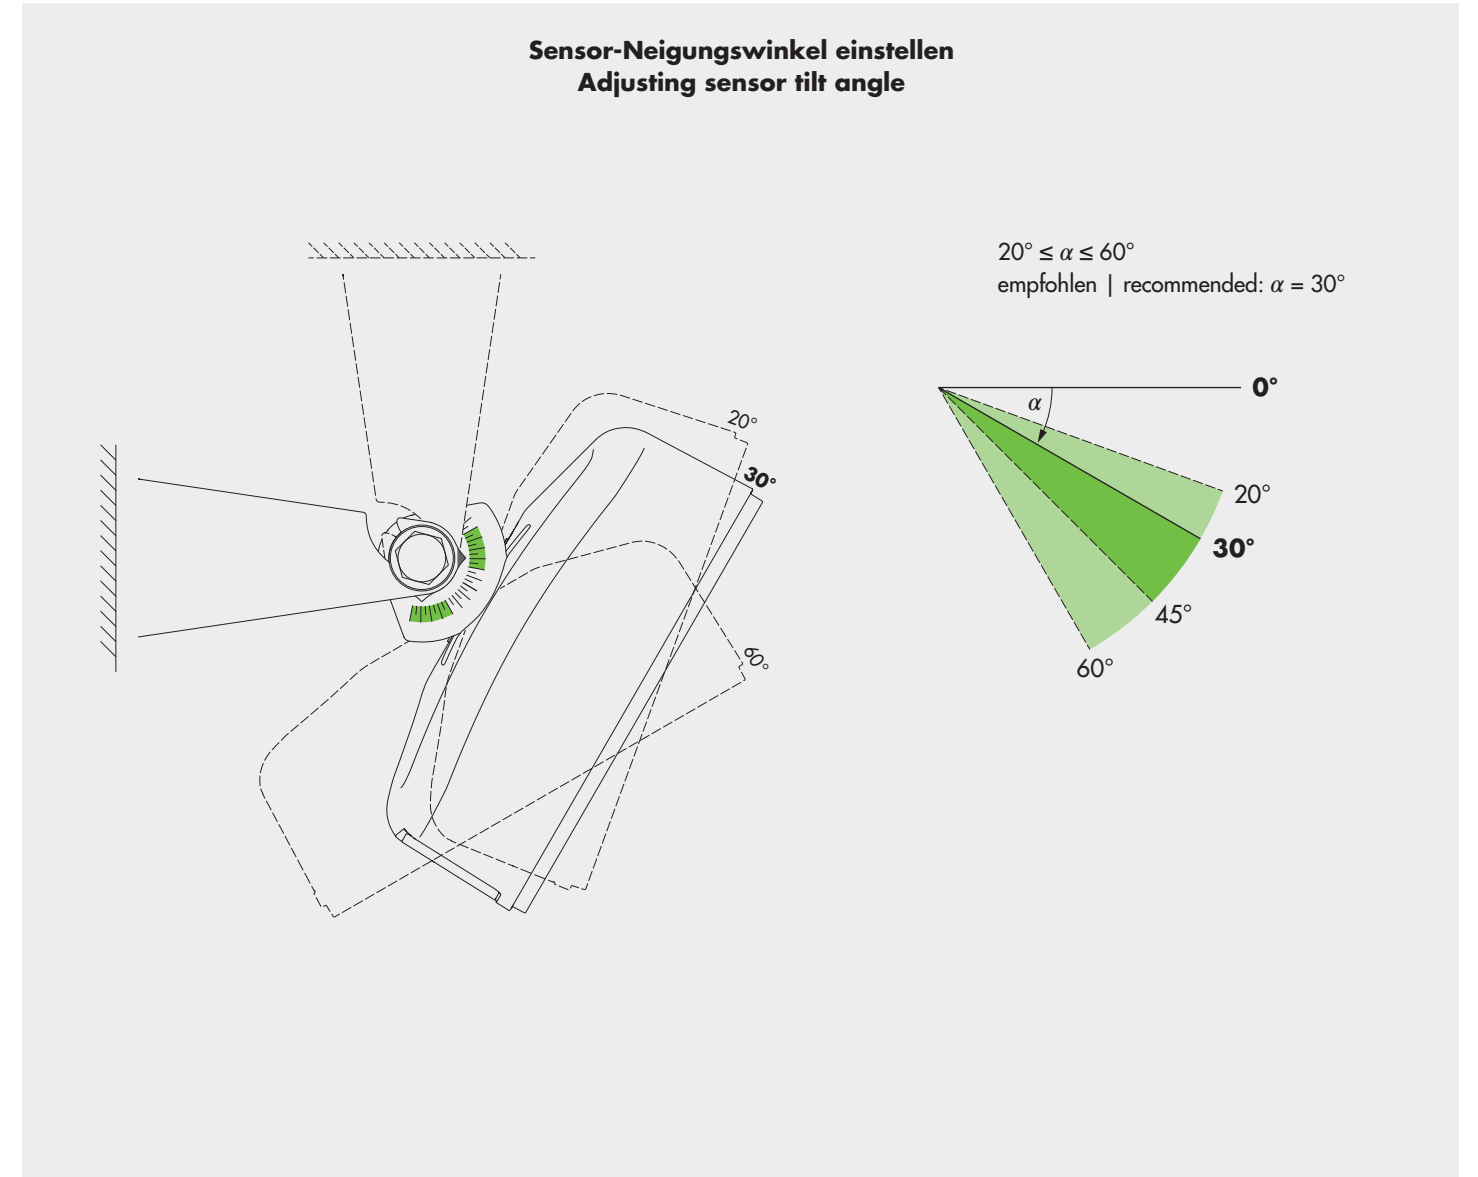 Sensor-Neigungswinkel einstellen
Adjusting sensor tilt angle
20° ≤ α ≤ 60°
empfohlen | recommended: α = 30°
0°
α
20°
30°
45°
60°
20°
30°
60°